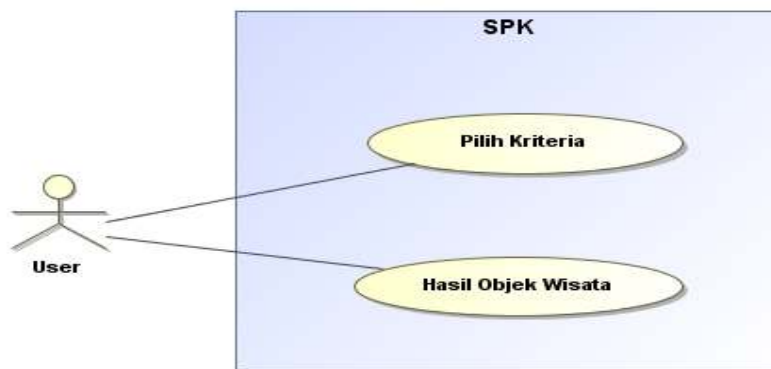 SPK
Pilih Kriteria
User
Hasil Objek Wisata